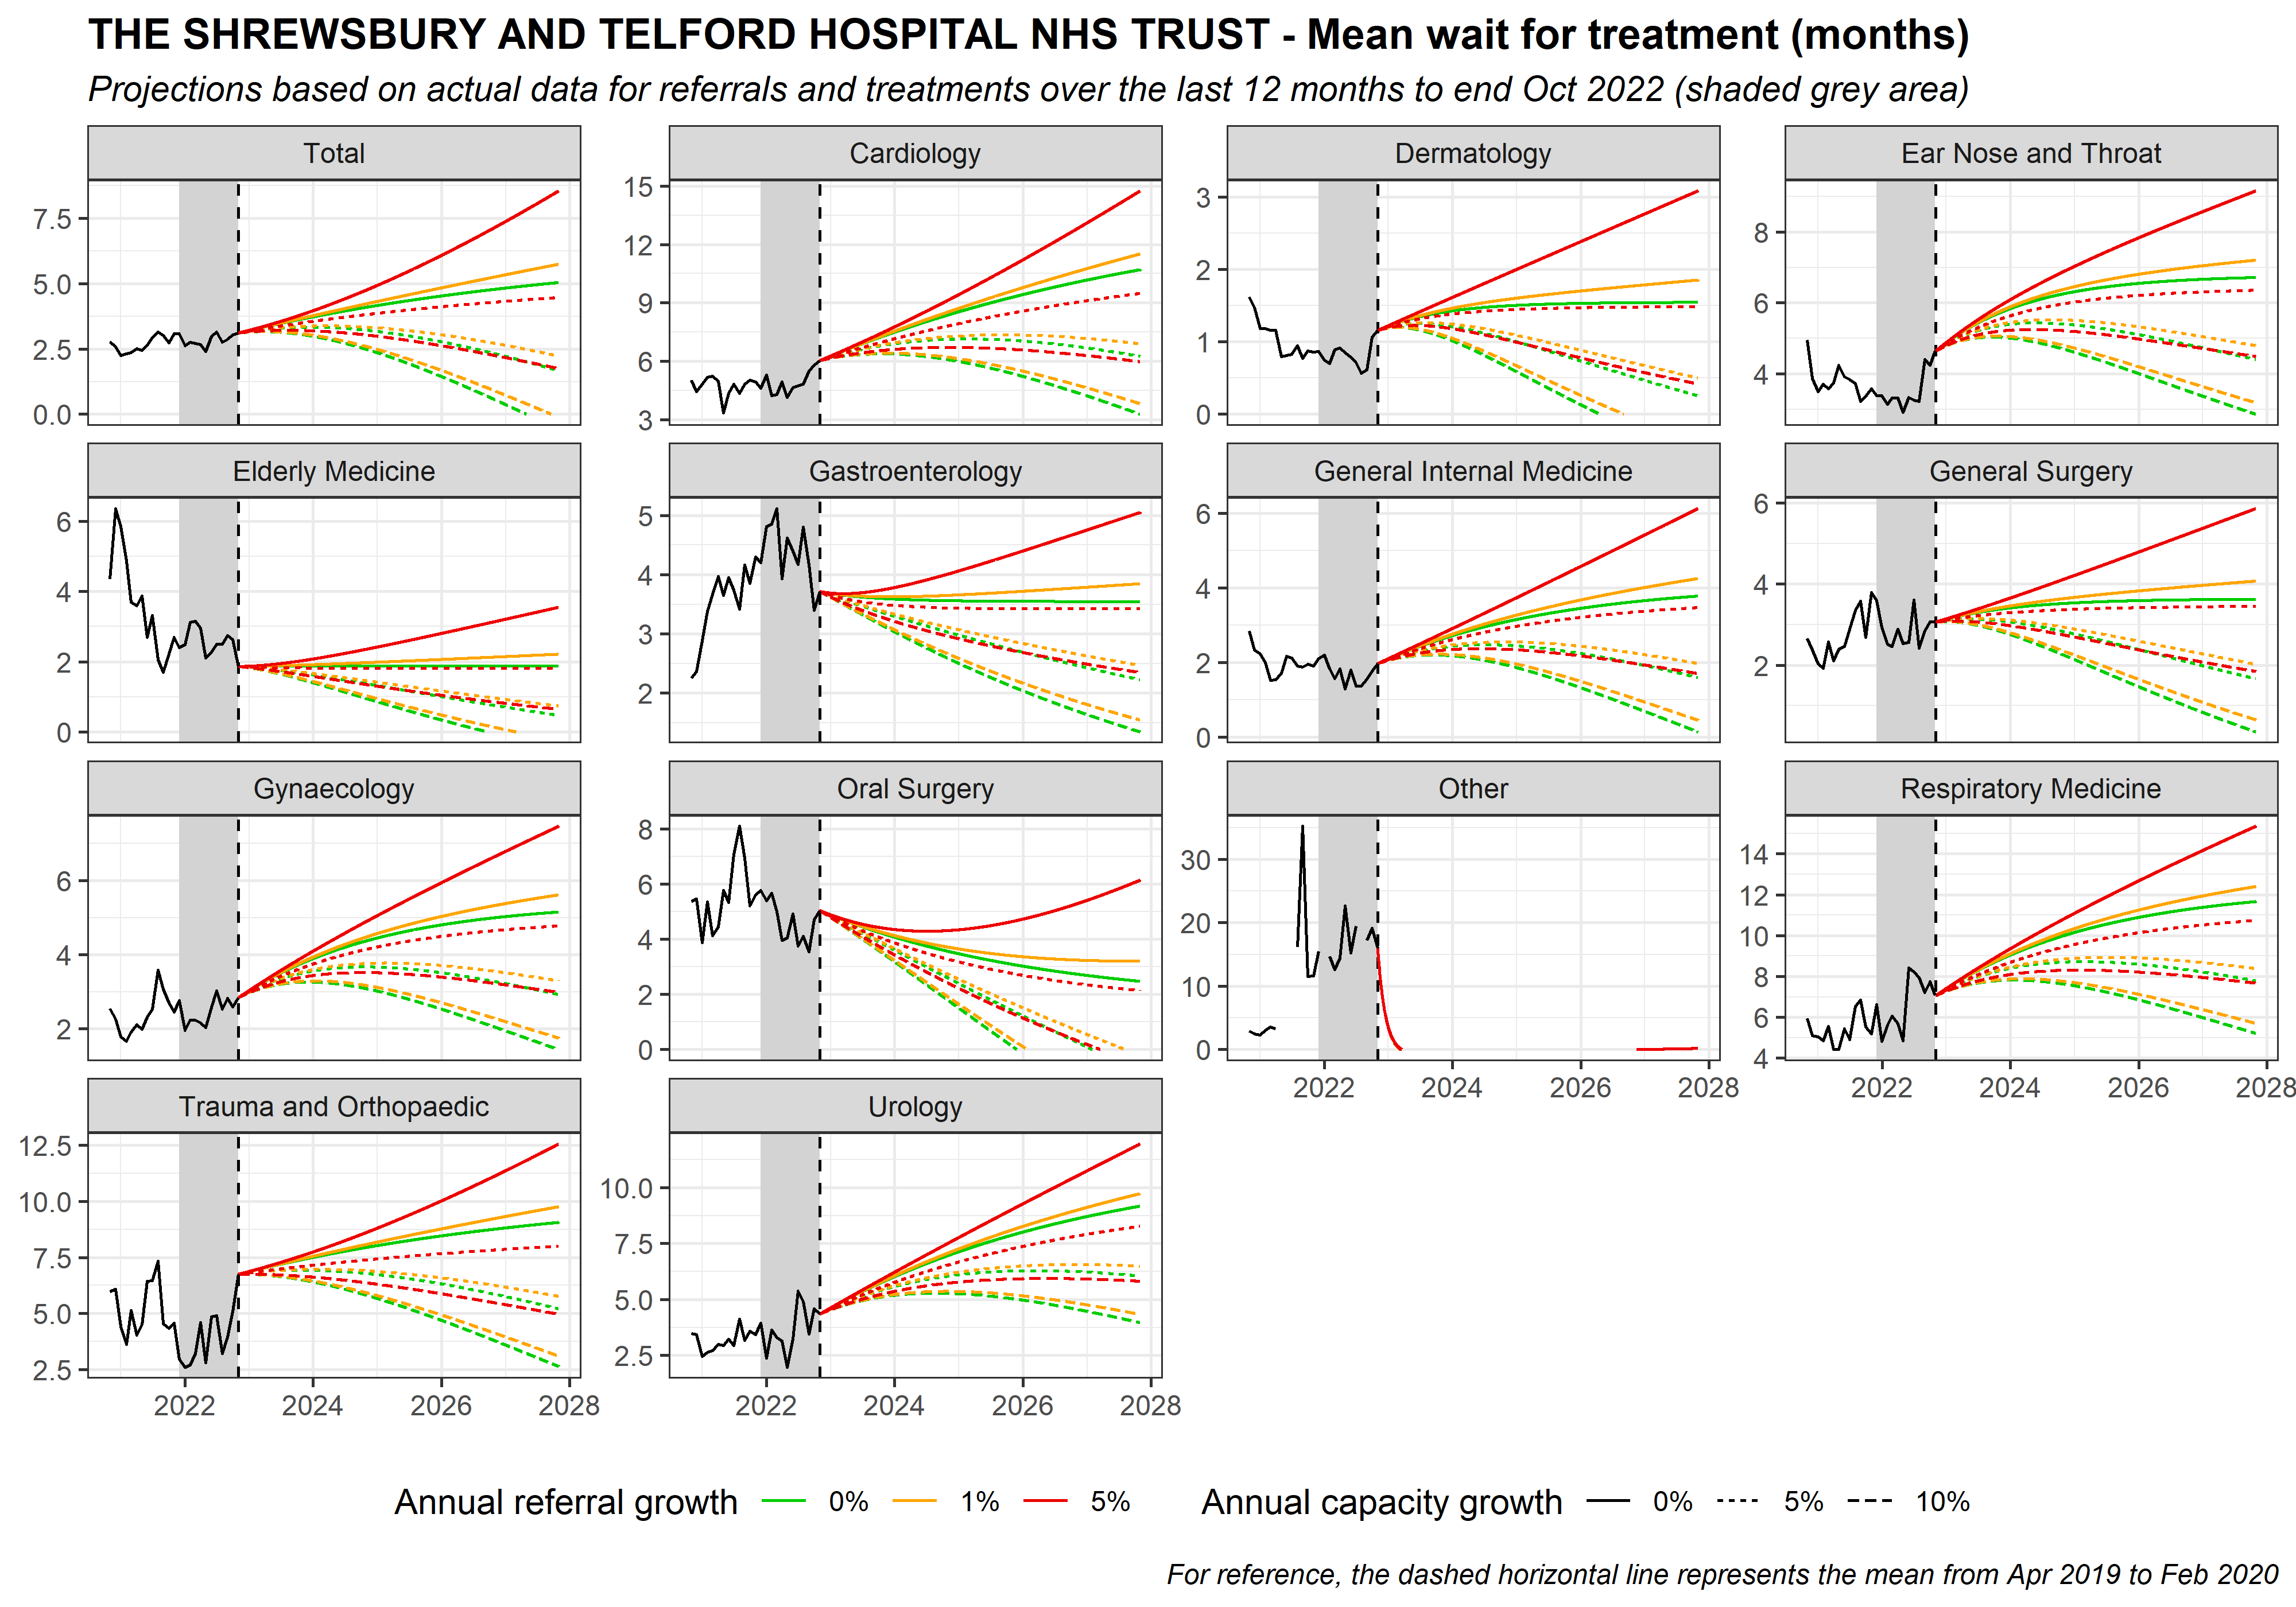 THE SHREWSBURY AND TELFORD HOSPITAL NHS TRUST - Mean wait for treatment (months)
Projections based on actual data for referrals and treatments over the last 12 months to end Oct 2022 (shaded grey area)
Total
Cardiology
Dermatology
Ear Nose and Throat
7.5
5.0
2.5
0.0
15
12
9
6
3
3
2
1
0
8
6
4
Elderly Medicine
Gastroenterology
General Internal Medicine
General Surgery
6
4
2
0
5
4
3
2
6
4
2
0
6
4
2
Gynaecology
Oral Surgery
Other
Respiratory Medicine
6
4
2
8
6
4
2
0
30
20
10
0
14
12
10
8
6
4
2022 2024 2026 2028
2022 2024 2026 2028
Trauma and Orthopaedic
Urology
12.5
10.0
7.5
5.0
2.5
10.0
7.5
5.0
2.5
2022 2024 2026 2028
2022 2024 2026 2028
Annual referral growth 0% 1% 5% Annual capacity growth 0% 5% 10%
For reference, the dashed horizontal line represents the mean from Apr 2019 to Feb 2020